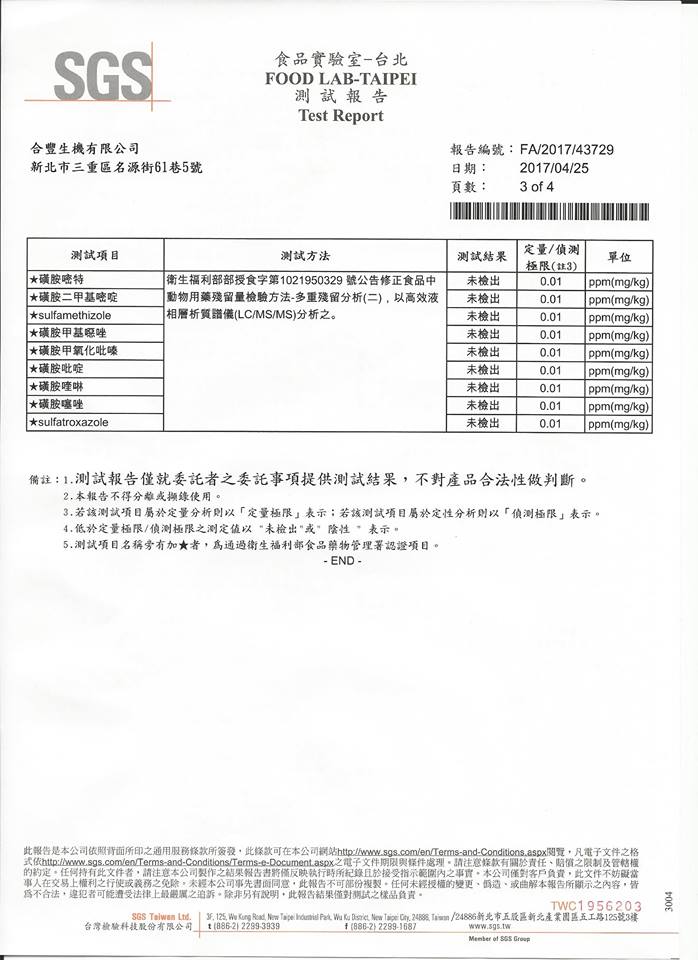 SGS
食品實驗室-台北
FOOD LAB-TAIPEI
測試報告
Test Report
合豐生機有限公司
新北市三重區名源街61巷5號
報告編號： FA/2017/43729
日期： 2017/04/25
頁數： 3 of 4
測試項目 測試方法 測試結果 定量/偵測極限(註3) 單位
★磺胺嘧特 衛生福利部部授食字第1021950329 號公告修正食品中 未檢出 0.01 ppm(mg/kg)
★磺胺二甲基嘧啶 動物用藥殘留量檢驗方法-多重殘留分析(二)，以高效液 未檢出 0.01 ppm(mg/kg)
★sulfamethizole 相層析質譜儀(LC/MS/MS)分析之。 未檢出 0.01 ppm(mg/kg)
★磺胺甲基噁唑 未檢出 0.01 ppm(mg/kg)
★磺胺甲氧化吡嗪 未檢出 0.01 ppm(mg/kg)
★磺胺吡啶 未檢出 0.01 ppm(mg/kg)
★磺胺喹啉 未檢出 0.01 ppm(mg/kg)
★磺胺噻唑 未檢出 0.01 ppm(mg/kg)
★sulfatroxazole 未檢出 0.01 ppm(mg/kg)
備註：1.測試報告僅就委託者之委託事項提供測試結果，不對產品合法性做判斷。
2.本報告不得分離或擷錄使用。
3.若該測試項目屬於定量分析則以「定量極限」表示；若該測試項目屬於定性分析則以「偵測極限」表示。
4.低於定量極限/偵測極限之測定值以 "未檢出"或" 陰性 " 表示。
5.測試項目名稱旁有加★者，為通過衛生福利部食品藥物管理署認證項目。
- END -
此報告是本公司依照背面所印之通用服務條款所簽發，此條款可在本公司網站http://www.sgs.com/en/Terms-and-Conditions.aspx閱覽，凡電子文件之格
式依http://www.sgs.com/en/Terms-and-Conditions/Terms-e-Document.aspx之電子文件期限與條件處理。請注意條款有關於責任、賠償之限制及管轄權
的約定。任何持有此文件者，請注意本公司製作之結果報告書將僅反映執行時所紀錄且於接受指示範圍內之事實。本公司僅對客戶負責，此文件不妨礙當
事人在交易上權利之行使或義務之免除。未經本公司事先書面同意，此報告不可部份複製。任何未經授權的變更、偽造、或曲解本報告所顯示之內容，皆
為不合法，違犯者可能遭受法律上最嚴厲之追訴。除非另有說明，此報告結果僅對測試之樣品負責。
TWC1956203
3004
SGS Taiwan Ltd. 3F, 125, Wu Kung Road, New Taipei Industrial Park, Wu Ku District, New Taipei City, 24886, Taiwan /24886新北市五股區新北產業園區五工路125號3樓
台灣檢驗科技股份有限公司 t (886-2) 2299-3939 f (886-2) 2299-1687 www.sgs.tw
Member of SGS Group